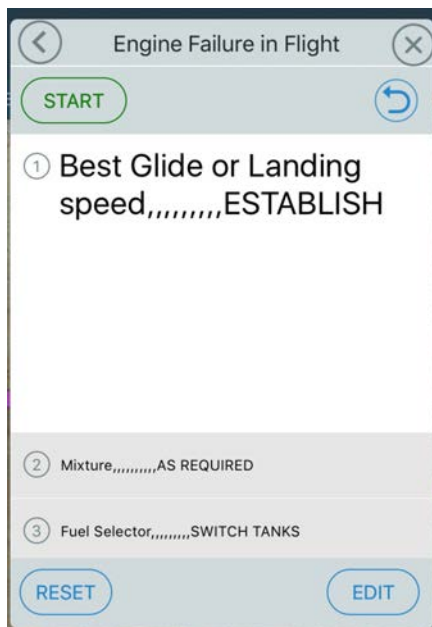 Engine Failure in Flight
START
1 Best Glide or Landing
speed,,,,,,,,,ESTABLISH
2 Mixture,,,,,,,,,,AS REQUIRED
3 Fuel Selector,,,,,,,,,SWITCH TANKS
RESET EDIT